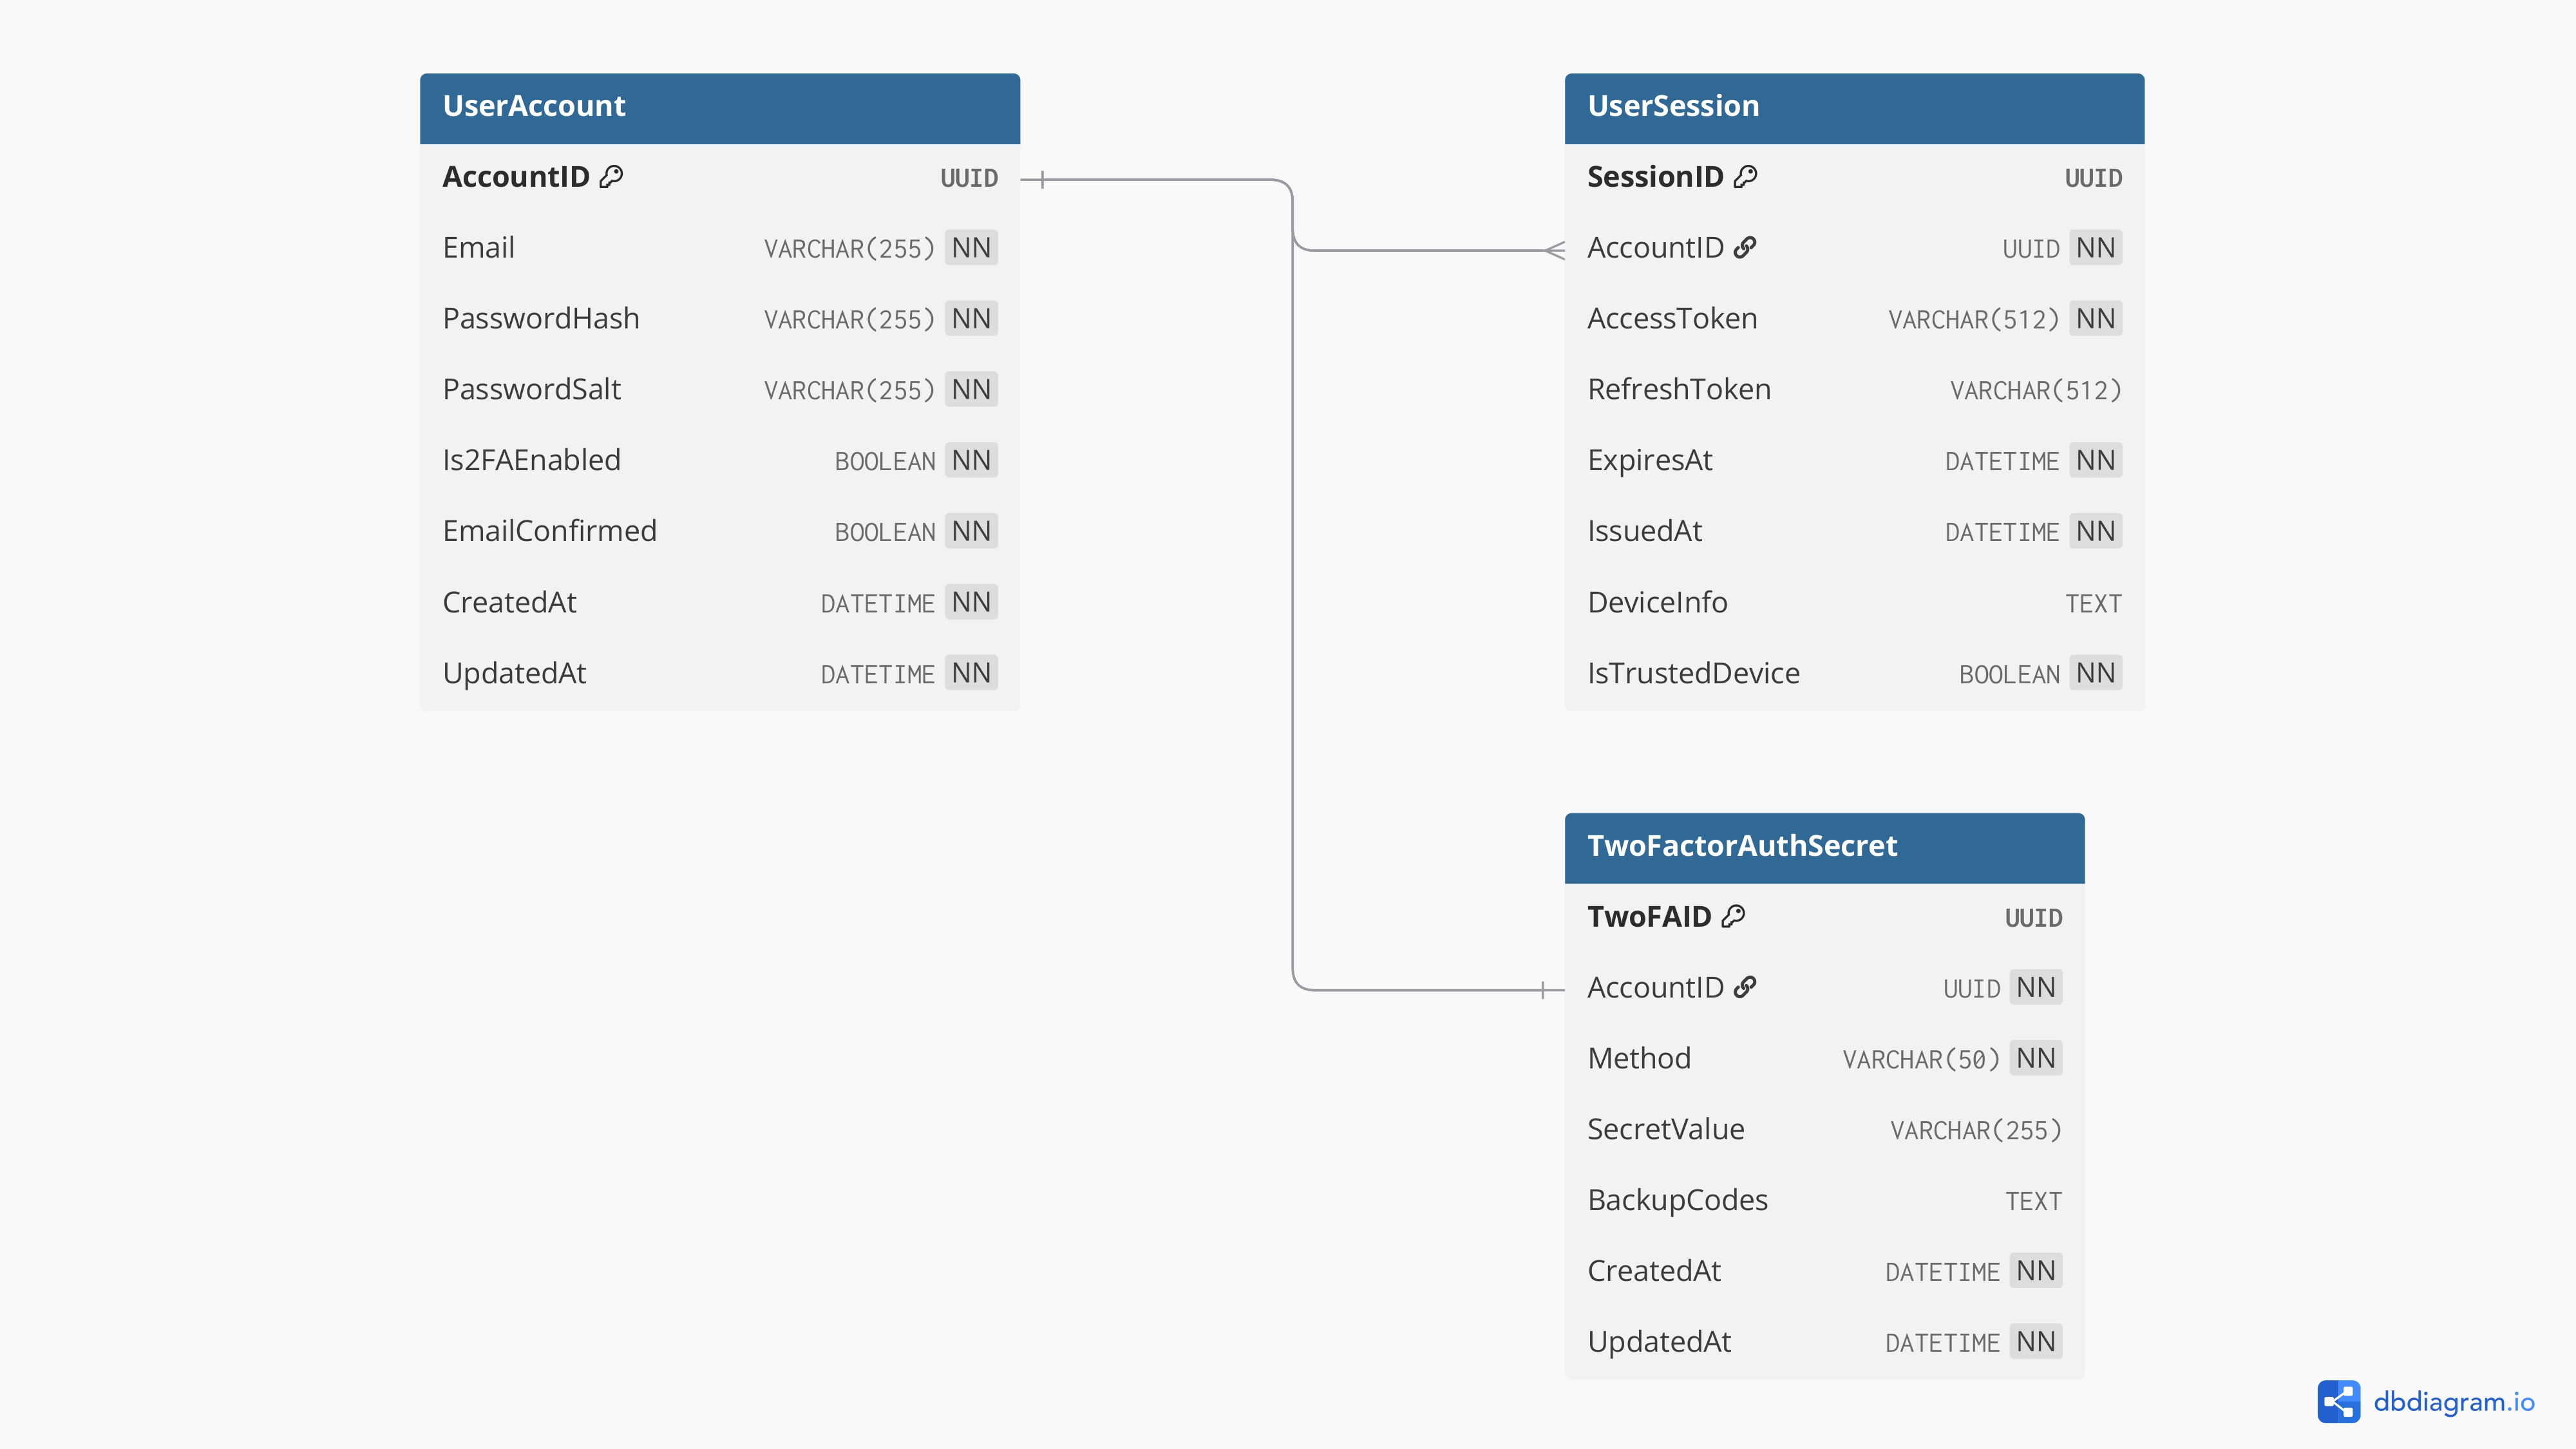 UserAccount
AccountID UUID
Email VARCHAR(255) NN
PasswordHash VARCHAR(255) NN
PasswordSalt VARCHAR(255) NN
Is2FAEnabled BOOLEAN NN
EmailConfirmed BOOLEAN NN
CreatedAt DATETIME NN
UpdatedAt DATETIME NN
UserSession
SessionID UUID
AccountID UUID NN
AccessToken VARCHAR(512) NN
RefreshToken VARCHAR(512)
ExpiresAt DATETIME NN
IssuedAt DATETIME NN
DeviceInfo TEXT
IsTrustedDevice BOOLEAN NN
TwoFactorAuthSecret
TwoFAID UUID
AccountID UUID NN
Method VARCHAR(50) NN
SecretValue VARCHAR(255)
BackupCodes TEXT
CreatedAt DATETIME NN
UpdatedAt DATETIME NN
dbdiagram.io